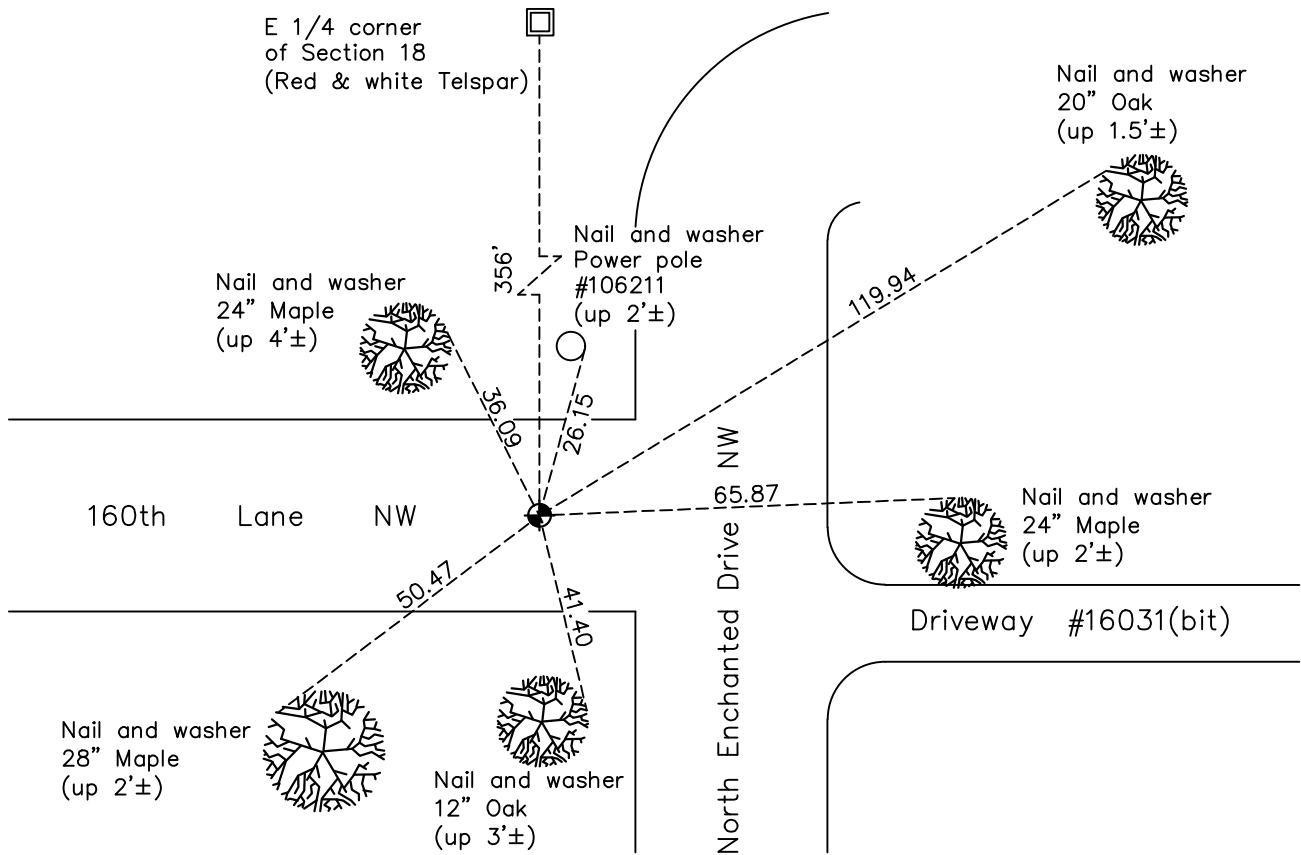 E 1/4 corner
of Section 18
(Red & white Telspar)
Nail and washer
20" Oak
(up 1.5'±)
Nail and washer
Power pole
#106211
(up 2'±)
356'
Nail and washer
24" Maple
(up 4'±)
119.94
36.09
26.15
65.87
160th Lane NW
Nail and washer
24" Maple
(up 2'±)
50.47
41.40
Driveway #16031(bit)
North Enchanted Drive NW
Nail and washer
28" Maple
(up 2'±)
Nail and washer
12" Oak
(up 3'±)